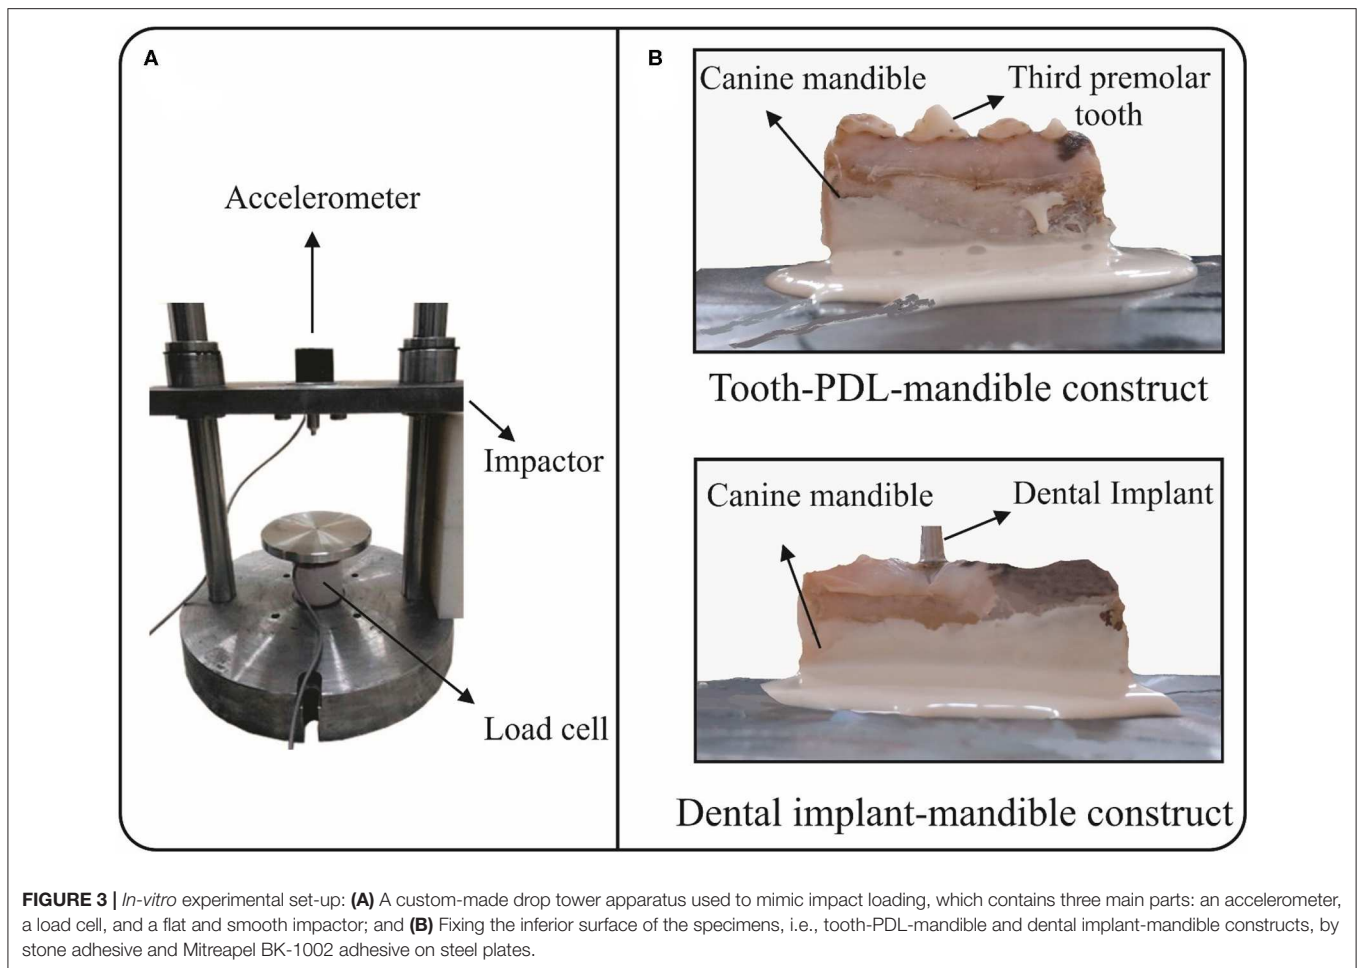 A
Accelerometer
Impactor
Load cell
B
Canine mandible
Third premolar
tooth
Tooth-PDL-mandible construct
Canine mandible
Dental Implant
Dental implant-mandible construct
FIGURE 3 | In-vitro experimental set-up: (A) A custom-made drop tower apparatus used to mimic impact loading, which contains three main parts: an accelerometer,
a load cell, and a flat and smooth impactor; and (B) Fixing the inferior surface of the specimens, i.e., tooth-PDL-mandible and dental implant-mandible constructs, by
stone adhesive and Mitreapel BK-1002 adhesive on steel plates.